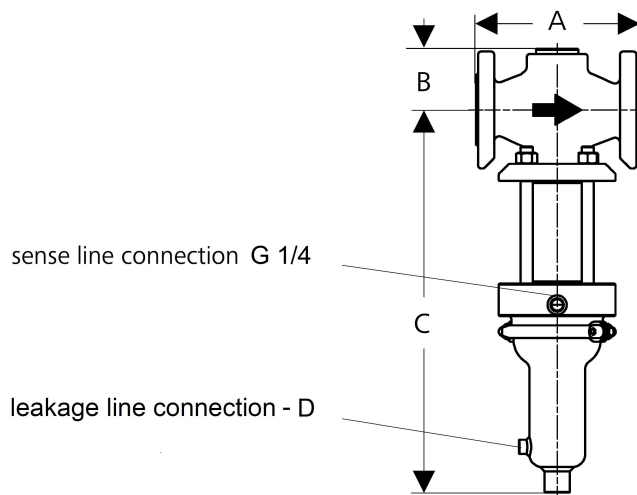 A
B
sense line connection G 1/4
C
leakage line connection - D